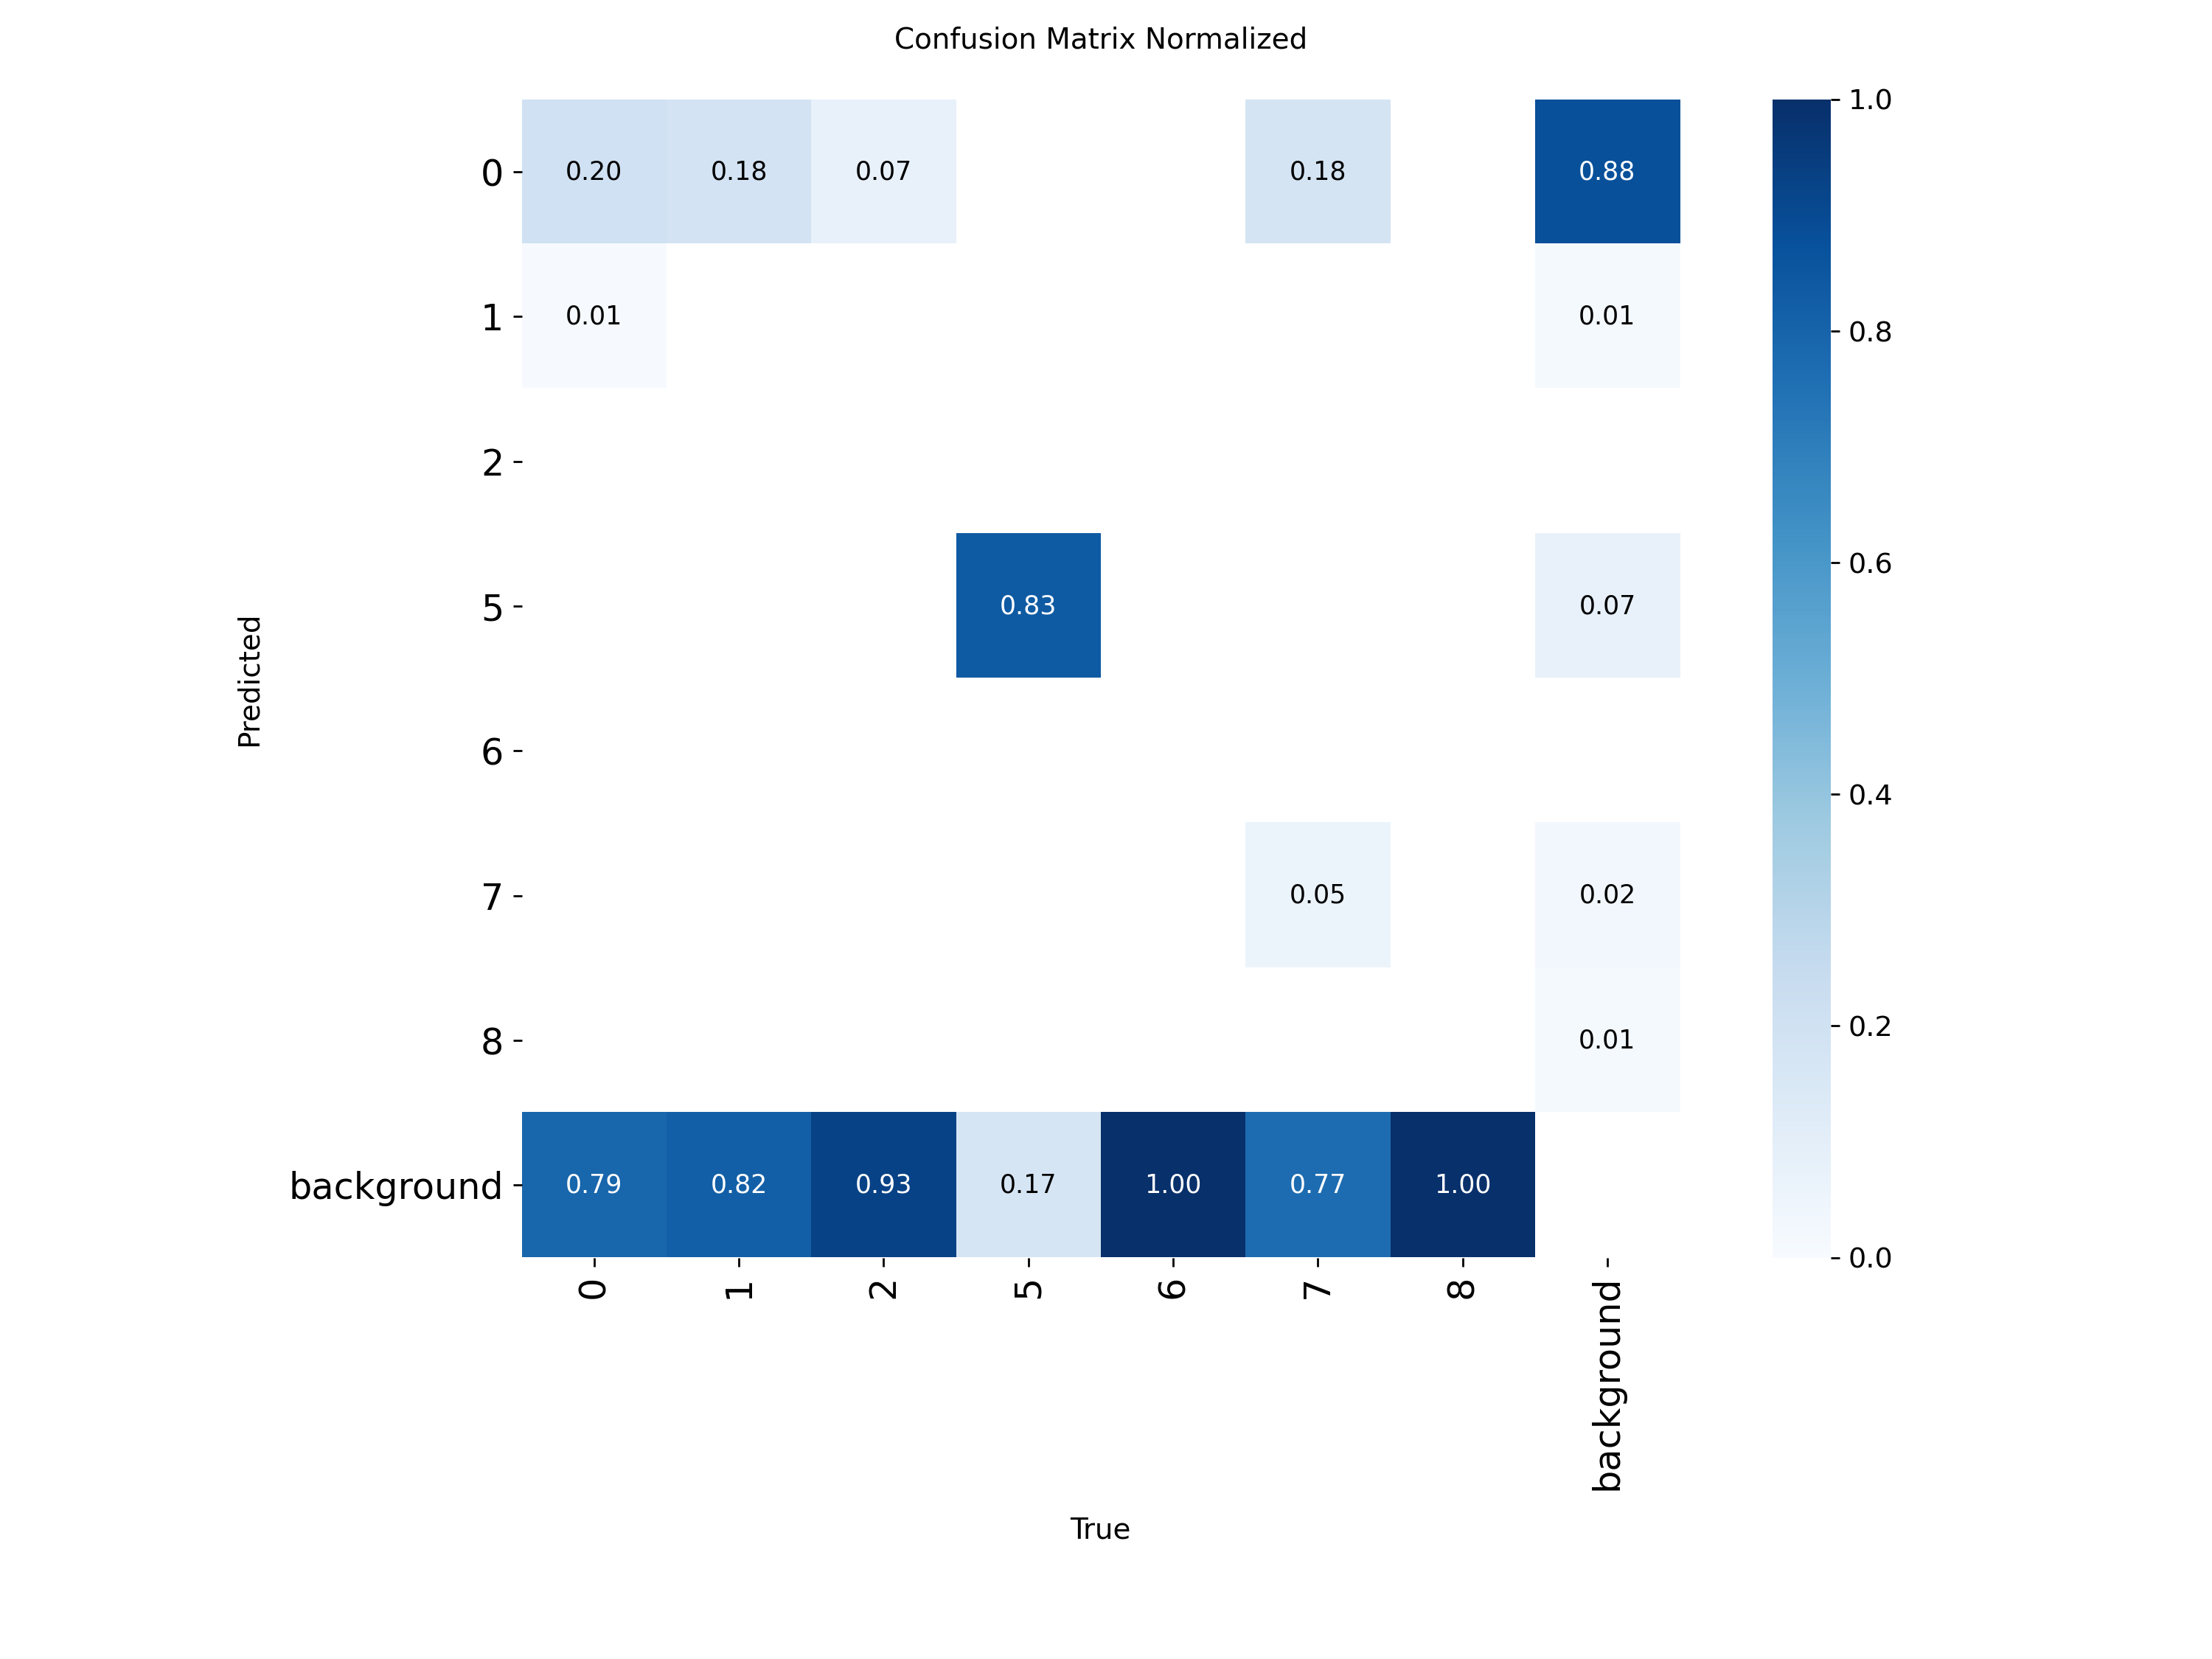 Confusion Matrix Normalized
0 0.20 0.18 0.07 0.18 0.88
1 0.01 0.01
2
5 0.83 0.07
6
7 0.05 0.02
8 0.01
background 0.79 0.82 0.93 0.17 1.00 0.77 1.00
0 1 2 5 6 7 8 background
Predicted
True
1.0
0.8
0.6
0.4
0.2
0.0